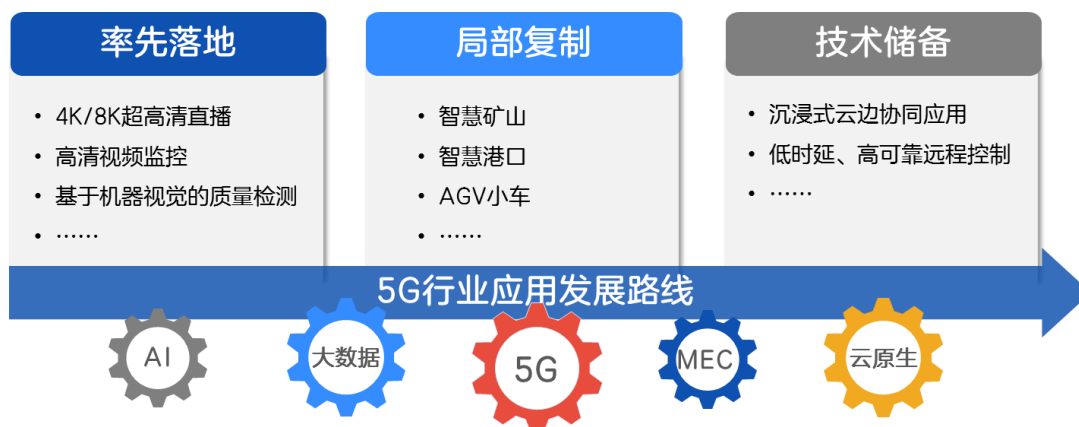 率先落地
• 4K/8K超高清直播
• 高清视频监控
• 基于机器视觉的质量检测
• ……
局部复制
• 智慧矿山
• 智慧港口
• AGV小车
• ……
技术储备
• 沉浸式云边协同应用
• 低时延、高可靠远程控制
• ……
5G行业应用发展路线
AI
大数据
5G
MEC
云原生